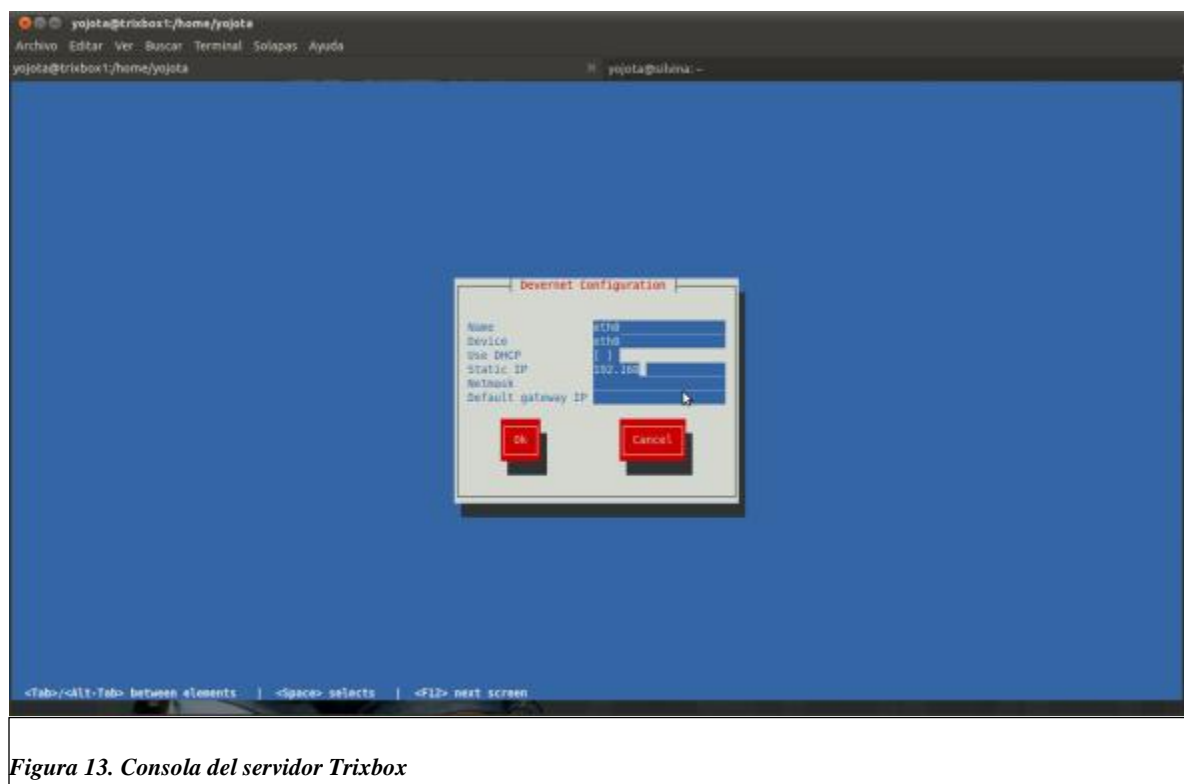 yojota@trixbox1:/home/yojota
Archivo Editar Ver Buscar Terminal Solapas Ayuda
yojota@trixbox1:/home/yojota
yojota@silvina: ~
Devernet Configuration
Name eth0
Device eth0
Use DHCP [ ]
Static IP 192.168
Netmask
Default gateway IP
Ok Cancel
<Tab>/<Alt-Tab> between elements | <Space> selects | <F12> next screen
Figura 13. Consola del servidor Trixbox